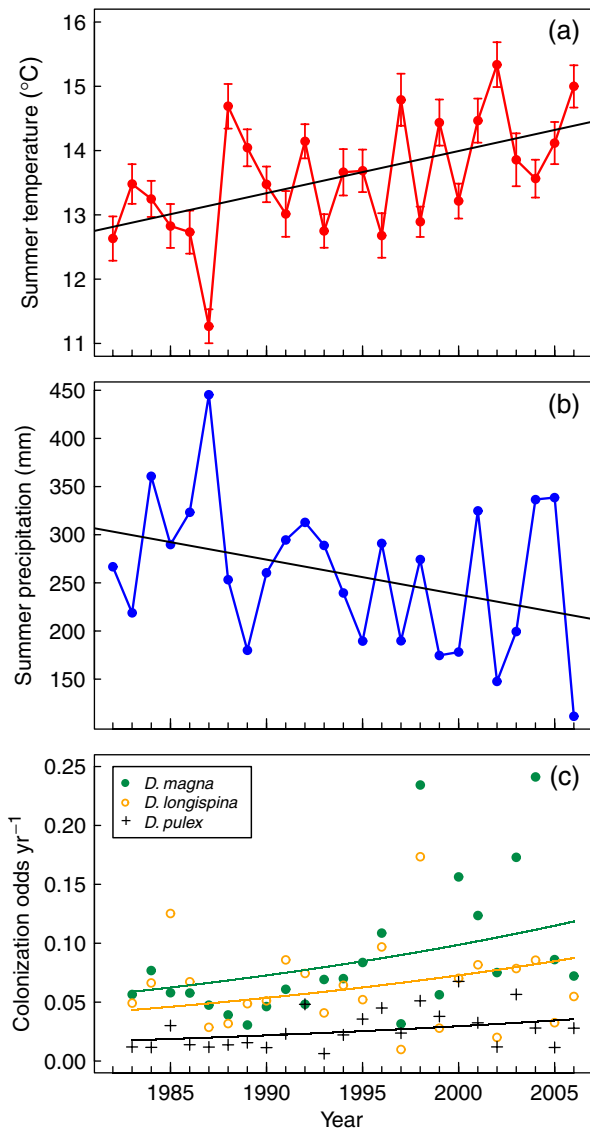 (a)
Summer temperature (°C)
16
15
14
13
12
11
(b)
Summer precipitation (mm)
450
400
350
300
250
200
150
(c)
Colonization odds yr⁻¹
0.25
0.20
0.15
0.10
0.05
0.00
D. magna
D. longispina
D. pulex
1985 1990 1995 2000 2005
Year